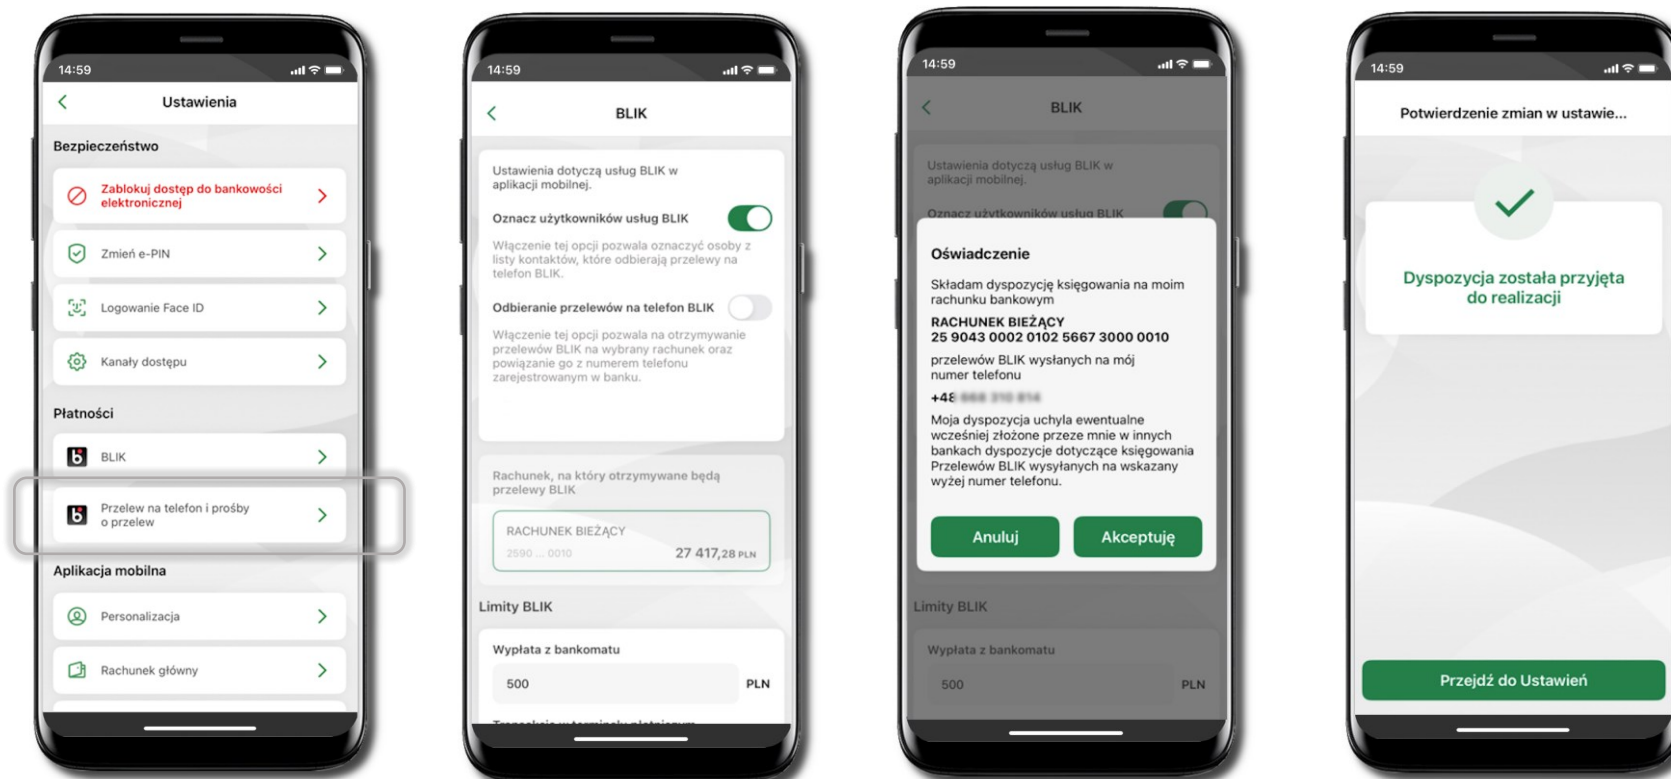 14:59
Ustawienia
Bezpieczeństwo
Zablokuj dostęp do bankowości
elektronicznej
Zmień e-PIN
Logowanie Face ID
Kanały dostępu
Płatności
BLIK
Przelew na telefon i prośby
o przelew
Aplikacja mobilna
Personalizacja
Rachunek główny
14:59
BLIK
Ustawienia dotyczą usług BLIK w
aplikacji mobilnej.
Oznacz użytkowników usług BLIK
Włączenie tej opcji pozwala oznaczyć osoby z
listy kontaktów, które odbierają przelewy na
telefon BLIK.
Odbieranie przelewów na telefon BLIK
Włączenie tej opcji pozwala na otrzymywanie
przelewów BLIK na wybrany rachunek oraz
powiązanie go z numerem telefonu
zarejestrowanym w banku.
Rachunek, na który otrzymywane będą
przelewy BLIK
RACHUNEK BIEŻĄCY
2590 ... 0010 27 417,28 PLN
Limity BLIK
Wypłata z bankomatu
500 PLN
14:59
BLIK
Ustawienia dotyczą usług BLIK w
aplikacji mobilnej.
Oznacz użytkowników usług BLIK
Oświadczenie
Składam dyspozycję księgowania na moim
rachunku bankowym
RACHUNEK BIEŻĄCY
25 9043 0002 0102 5667 3000 0010
przelewów BLIK wysłanych na mój
numer telefonu
+48
Moja dyspozycja uchyla ewentualne
wcześniej złożone przeze mnie w innych
bankach dyspozycje dotyczące księgowania
Przelewów BLIK wysyłanych na wskazany
wyżej numer telefonu.
Anuluj Akceptuję
Limity BLIK
Wypłata z bankomatu
500 PLN
14:59
Potwierdzenie zmian w ustawie...
Dyspozycja została przyjęta
do realizacji
Przejdź do Ustawień